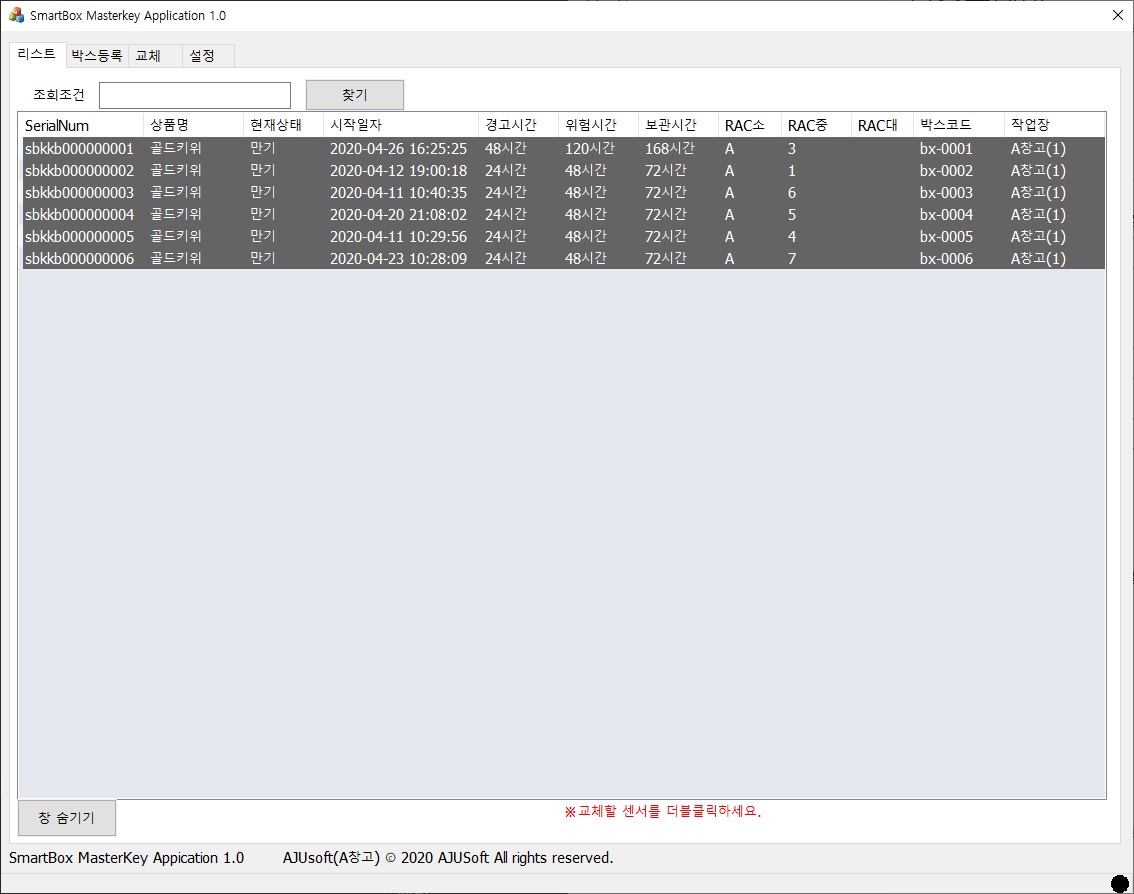 SmartBox Masterkey Application 1.0
리스트 박스등록 교체 설정
조회조건 찾기
SerialNum 상품명 현재상태 시작일자 경고시간 위험시간 보관시간 RAC소 RAC중 RAC대 박스코드 작업장
sbkkb000000001 골드키위 만기 2020-04-26 16:25:25 48시간 120시간 168시간 A 3 bx-0001 A창고(1)
sbkkb000000002 골드키위 만기 2020-04-12 19:00:18 24시간 48시간 72시간 A 1 bx-0002 A창고(1)
sbkkb000000003 골드키위 만기 2020-04-11 10:40:35 24시간 48시간 72시간 A 6 bx-0003 A창고(1)
sbkkb000000004 골드키위 만기 2020-04-20 21:08:02 24시간 48시간 72시간 A 5 bx-0004 A창고(1)
sbkkb000000005 골드키위 만기 2020-04-11 10:29:56 24시간 48시간 72시간 A 4 bx-0005 A창고(1)
sbkkb000000006 골드키위 만기 2020-04-23 10:28:09 24시간 48시간 72시간 A 7 bx-0006 A창고(1)
창 숨기기 ※교체할 센서를 더블클릭하세요.
SmartBox MasterKey Appication 1.0 AJUsoft(A창고) © 2020 AJUSoft All rights reserved.